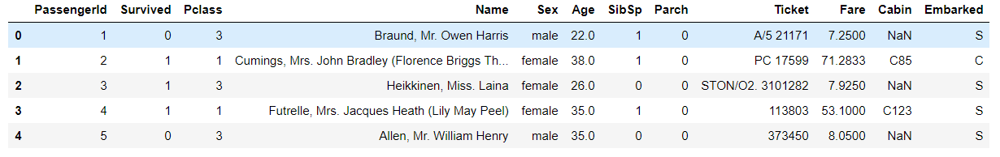 PassengerId Survived Pclass Name Sex Age SibSp Parch Ticket Fare Cabin Embarked
0 1 0 3 Braund, Mr. Owen Harris male 22.0 1 0 A/5 21171 7.2500 NaN S
1 2 1 1 Cumings, Mrs. John Bradley (Florence Briggs Th... female 38.0 1 0 PC 17599 71.2833 C85 C
2 3 1 3 Heikkinen, Miss. Laina female 26.0 0 0 STON/O2. 3101282 7.9250 NaN S
3 4 1 1 Futrelle, Mrs. Jacques Heath (Lily May Peel) female 35.0 1 0 113803 53.1000 C123 S
4 5 0 3 Allen, Mr. William Henry male 35.0 0 0 373450 8.0500 NaN S